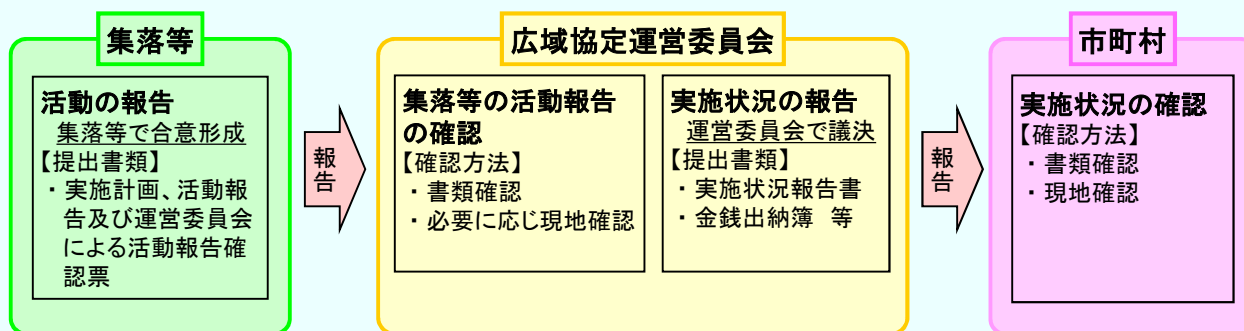 集落等
活動の報告
集落等で合意形成
【提出書類】
・実施計画、活動報
告及び運営委員会
による活動報告確
認票
報告
広域協定運営委員会
集落等の活動報告
の確認
【確認方法】
・書類確認
・必要に応じ現地確認
実施状況の報告
運営委員会で議決
【提出書類】
・実施状況報告書
・金銭出納簿 等
報告
市町村
実施状況の確認
【確認方法】
・書類確認
・現地確認